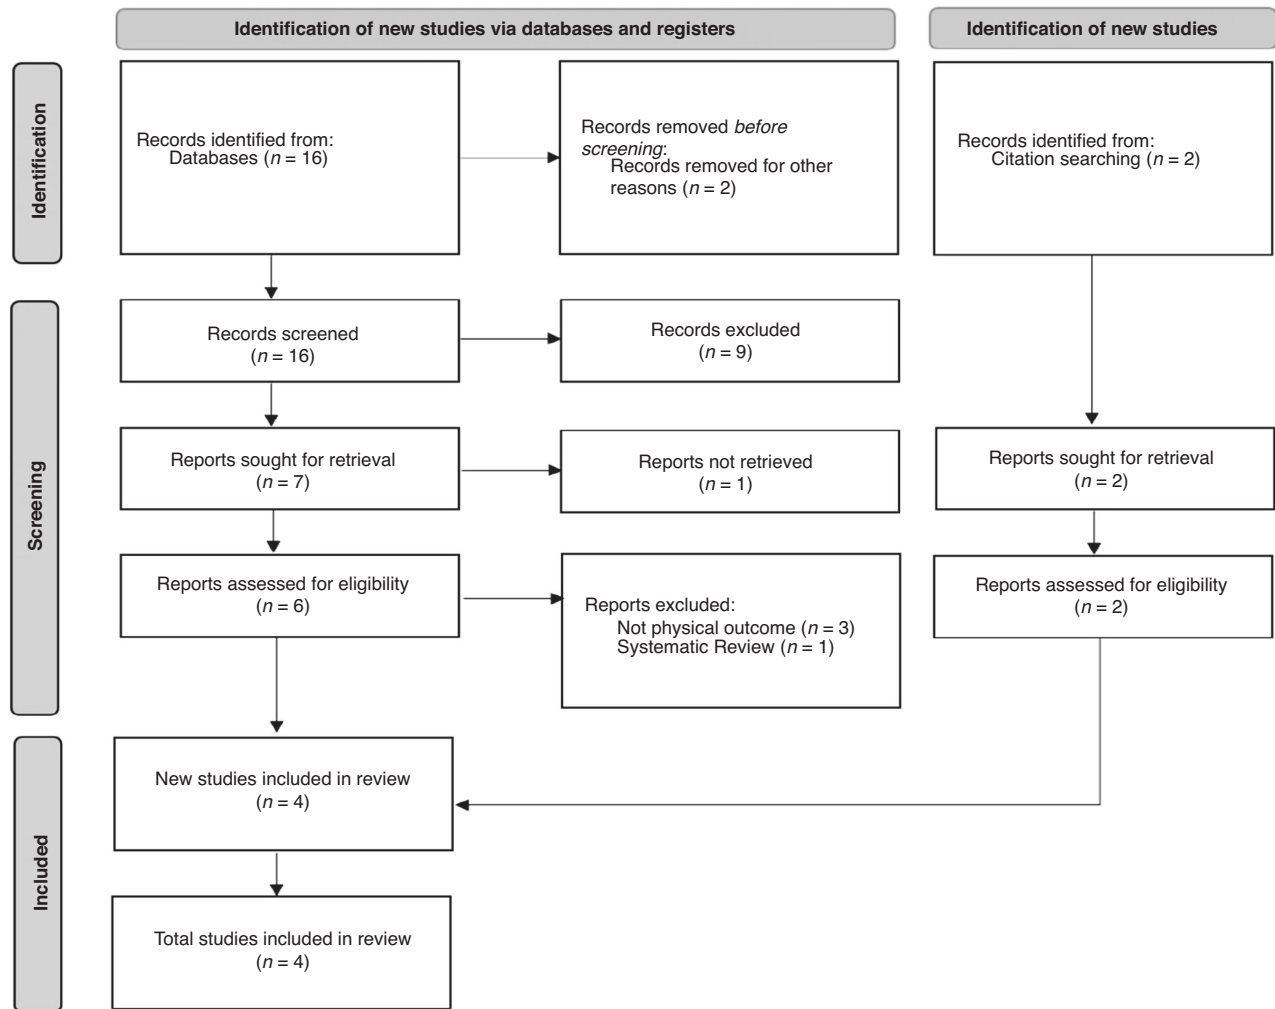 Identification of new studies via databases and registers
Identification of new studies
Identification
Records identified from:
Databases (n = 16)
Records removed before
screening:
Records removed for other
reasons (n = 2)
Records identified from:
Citation searching (n = 2)
Screening
Records screened
(n = 16)
Records excluded
(n = 9)
Reports sought for retrieval
(n = 7)
Reports not retrieved
(n = 1)
Reports sought for retrieval
(n = 2)
Reports assessed for eligibility
(n = 6)
Reports excluded:
Not physical outcome (n = 3)
Systematic Review (n = 1)
Reports assessed for eligibility
(n = 2)
Included
New studies included in review
(n = 4)
Total studies included in review
(n = 4)